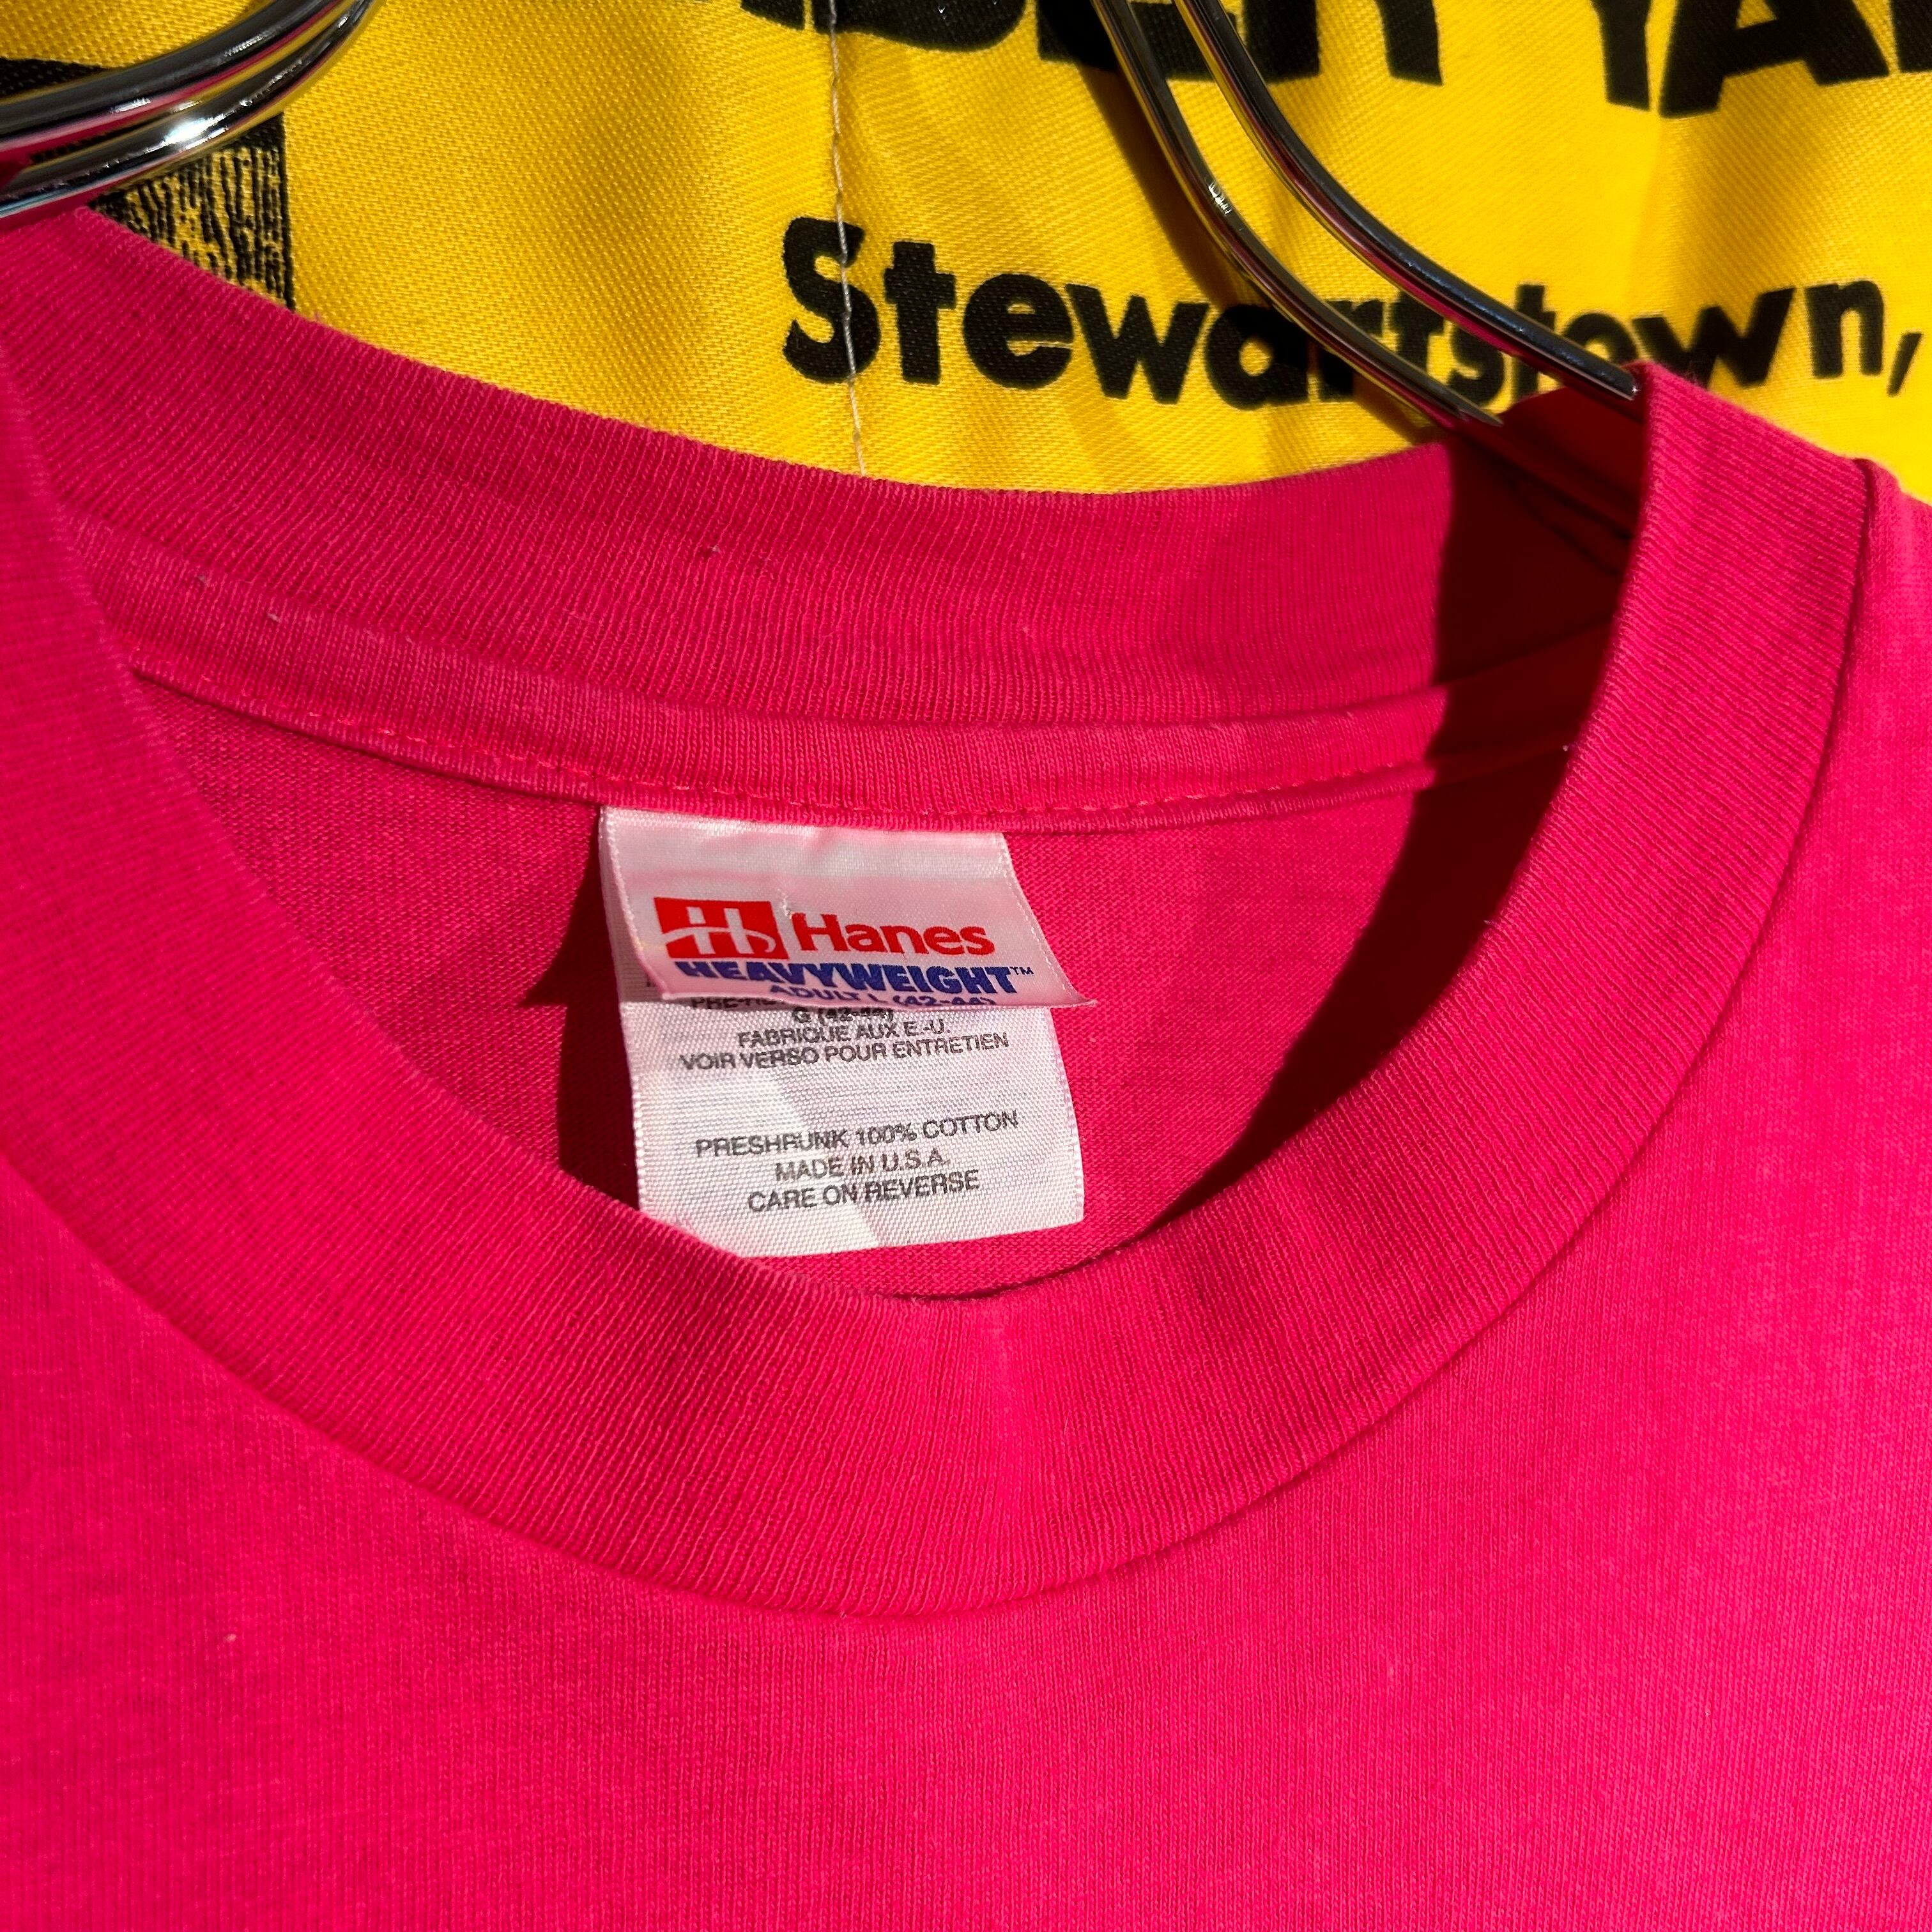 Stewartstown,
Hanes
HEAVYWEIGHT™
ADULT L (42-44)
G (42-44)
FABRIQUE AUX E.-U.
VOIR VERSO POUR ENTRETIEN
PRESHRUNK 100% COTTON
MADE IN U.S.A.
CARE ON REVERSE